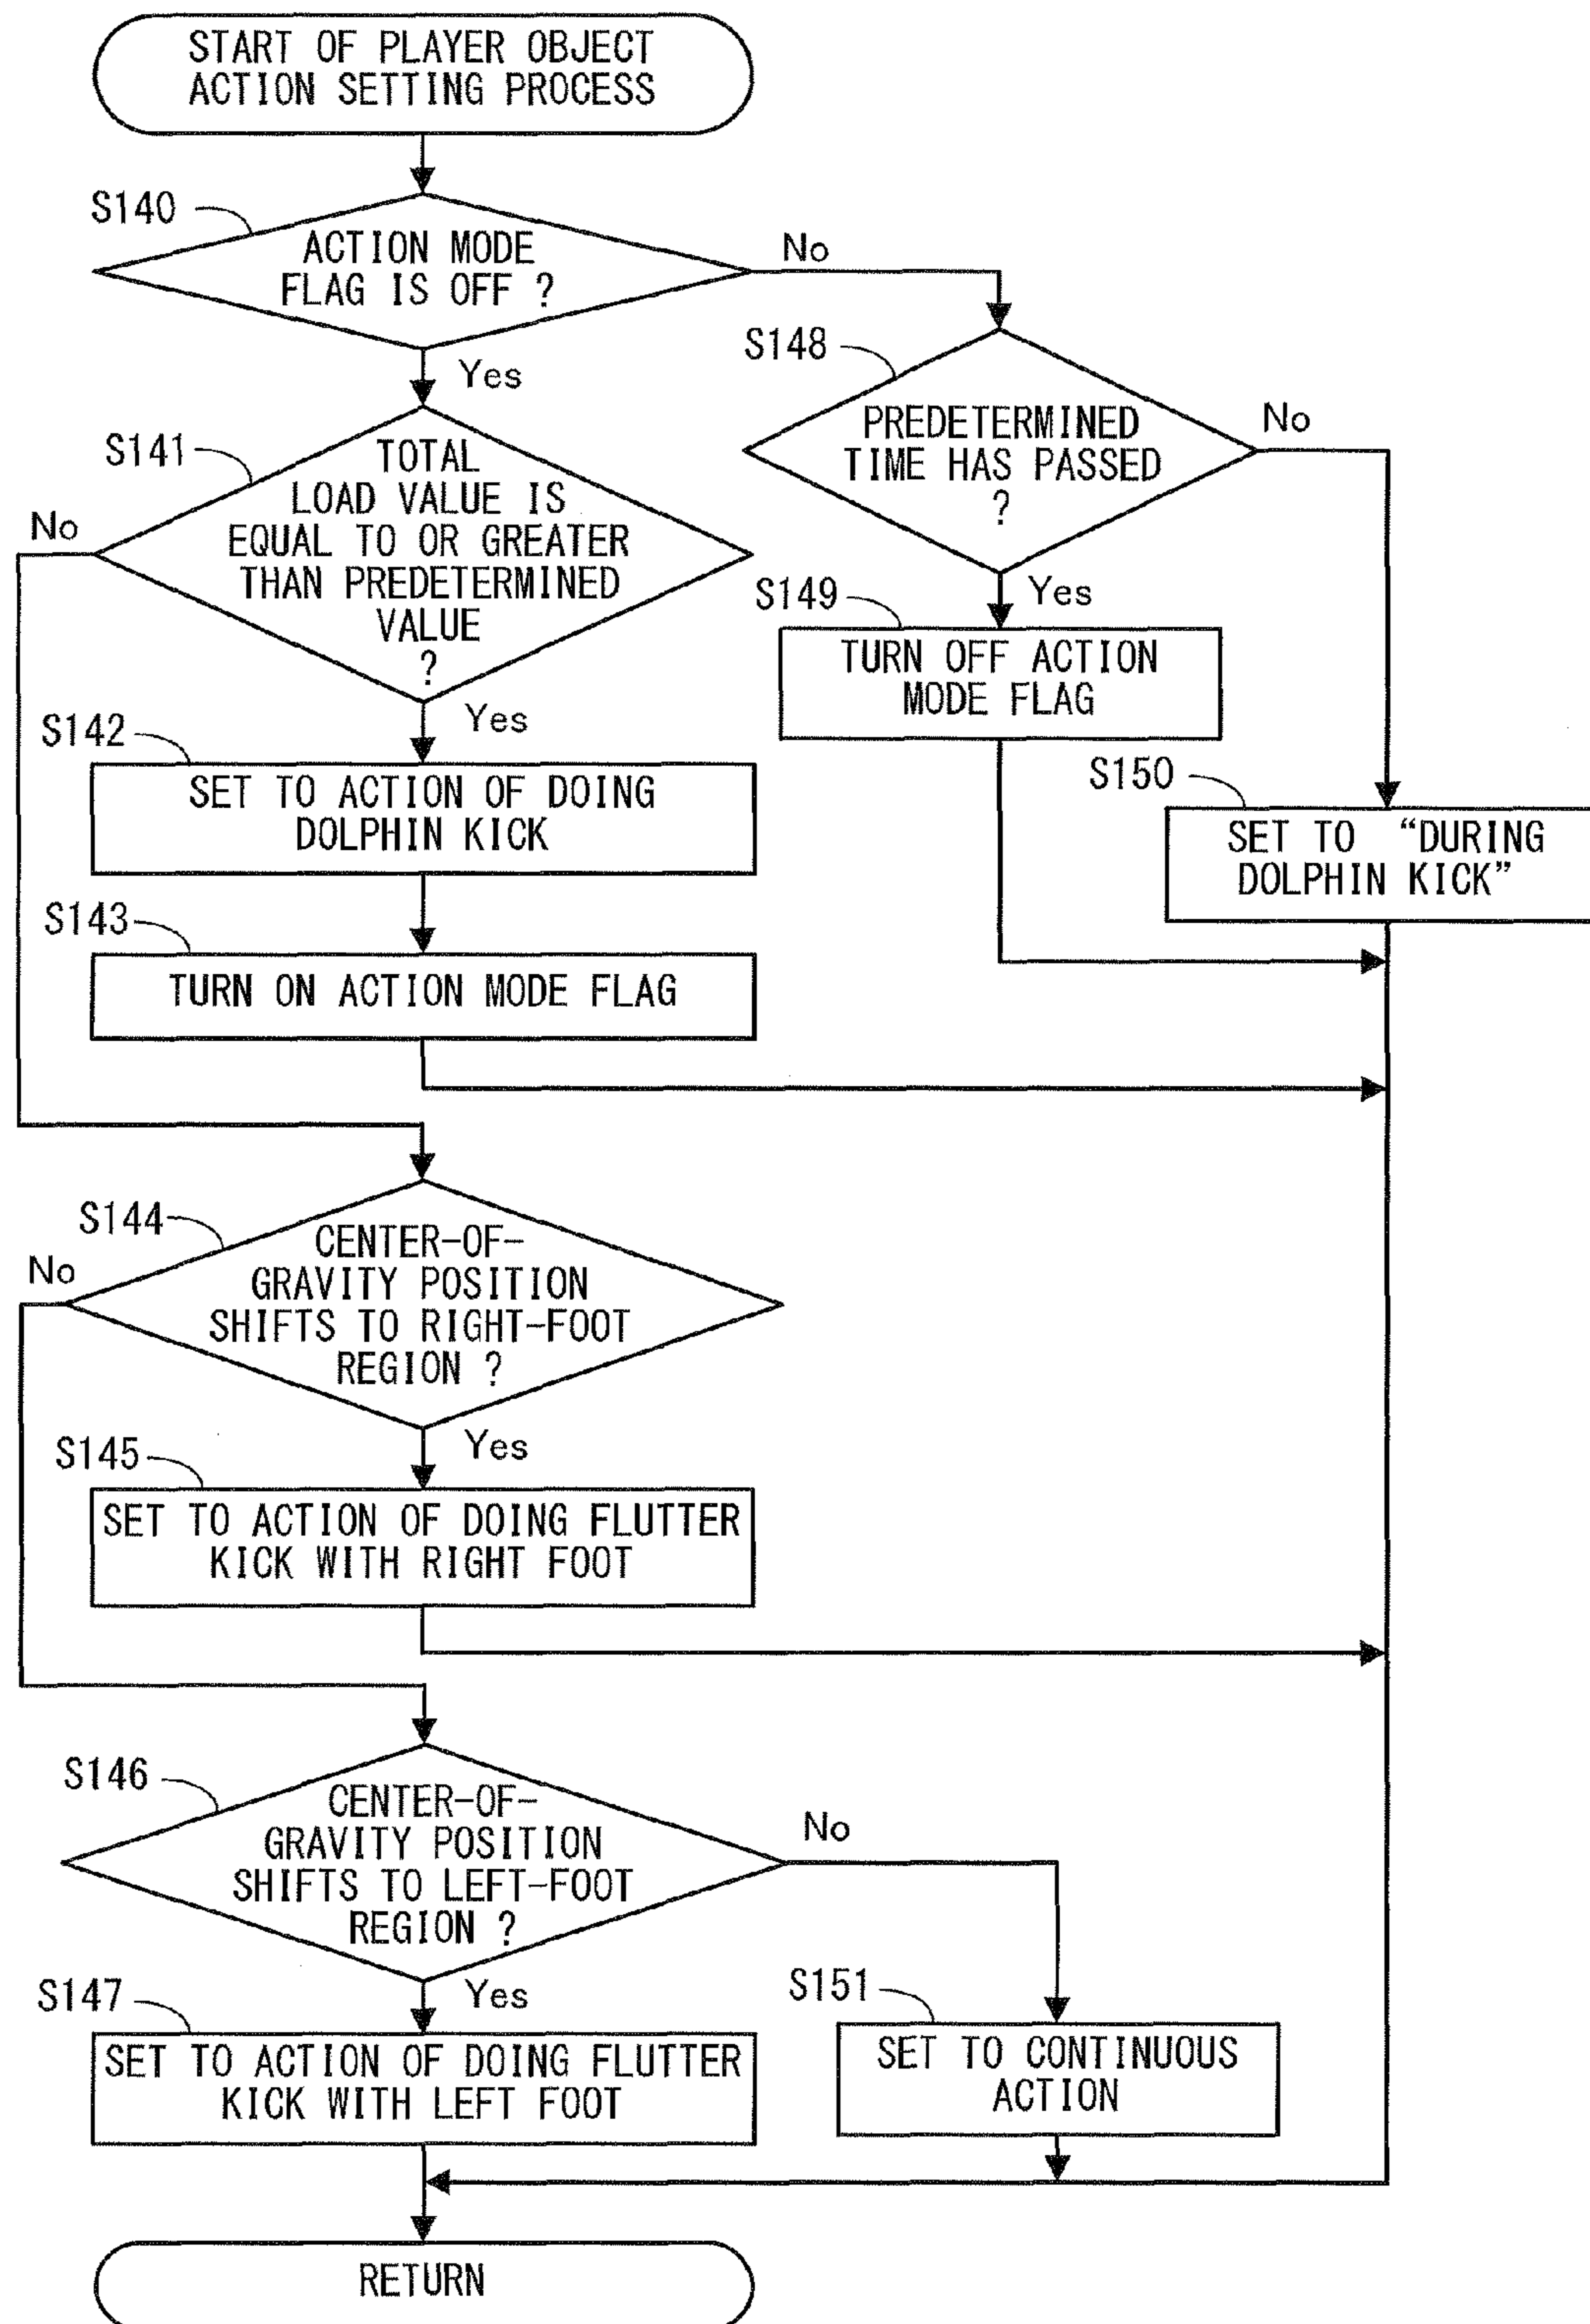 START OF PLAYER OBJECT
ACTION SETTING PROCESS
S140
ACTION MODE
FLAG IS OFF ?
No
Yes
S148
PREDETERMINED
TIME HAS PASSED
?
No
Yes
S141
TOTAL
LOAD VALUE IS
EQUAL TO OR GREATER
THAN PREDETERMINED
VALUE
?
No
Yes
S149
TURN OFF ACTION
MODE FLAG
S142
SET TO ACTION OF DOING
DOLPHIN KICK
S150
SET TO “DURING
DOLPHIN KICK”
S143
TURN ON ACTION MODE FLAG
S144
CENTER-OF-
GRAVITY POSITION
SHIFTS TO RIGHT-FOOT
REGION ?
No
Yes
S145
SET TO ACTION OF DOING FLUTTER
KICK WITH RIGHT FOOT
S146
CENTER-OF-
GRAVITY POSITION
SHIFTS TO LEFT-FOOT
REGION ?
No
Yes
S147
SET TO ACTION OF DOING FLUTTER
KICK WITH LEFT FOOT
S151
SET TO CONTINUOUS
ACTION
RETURN